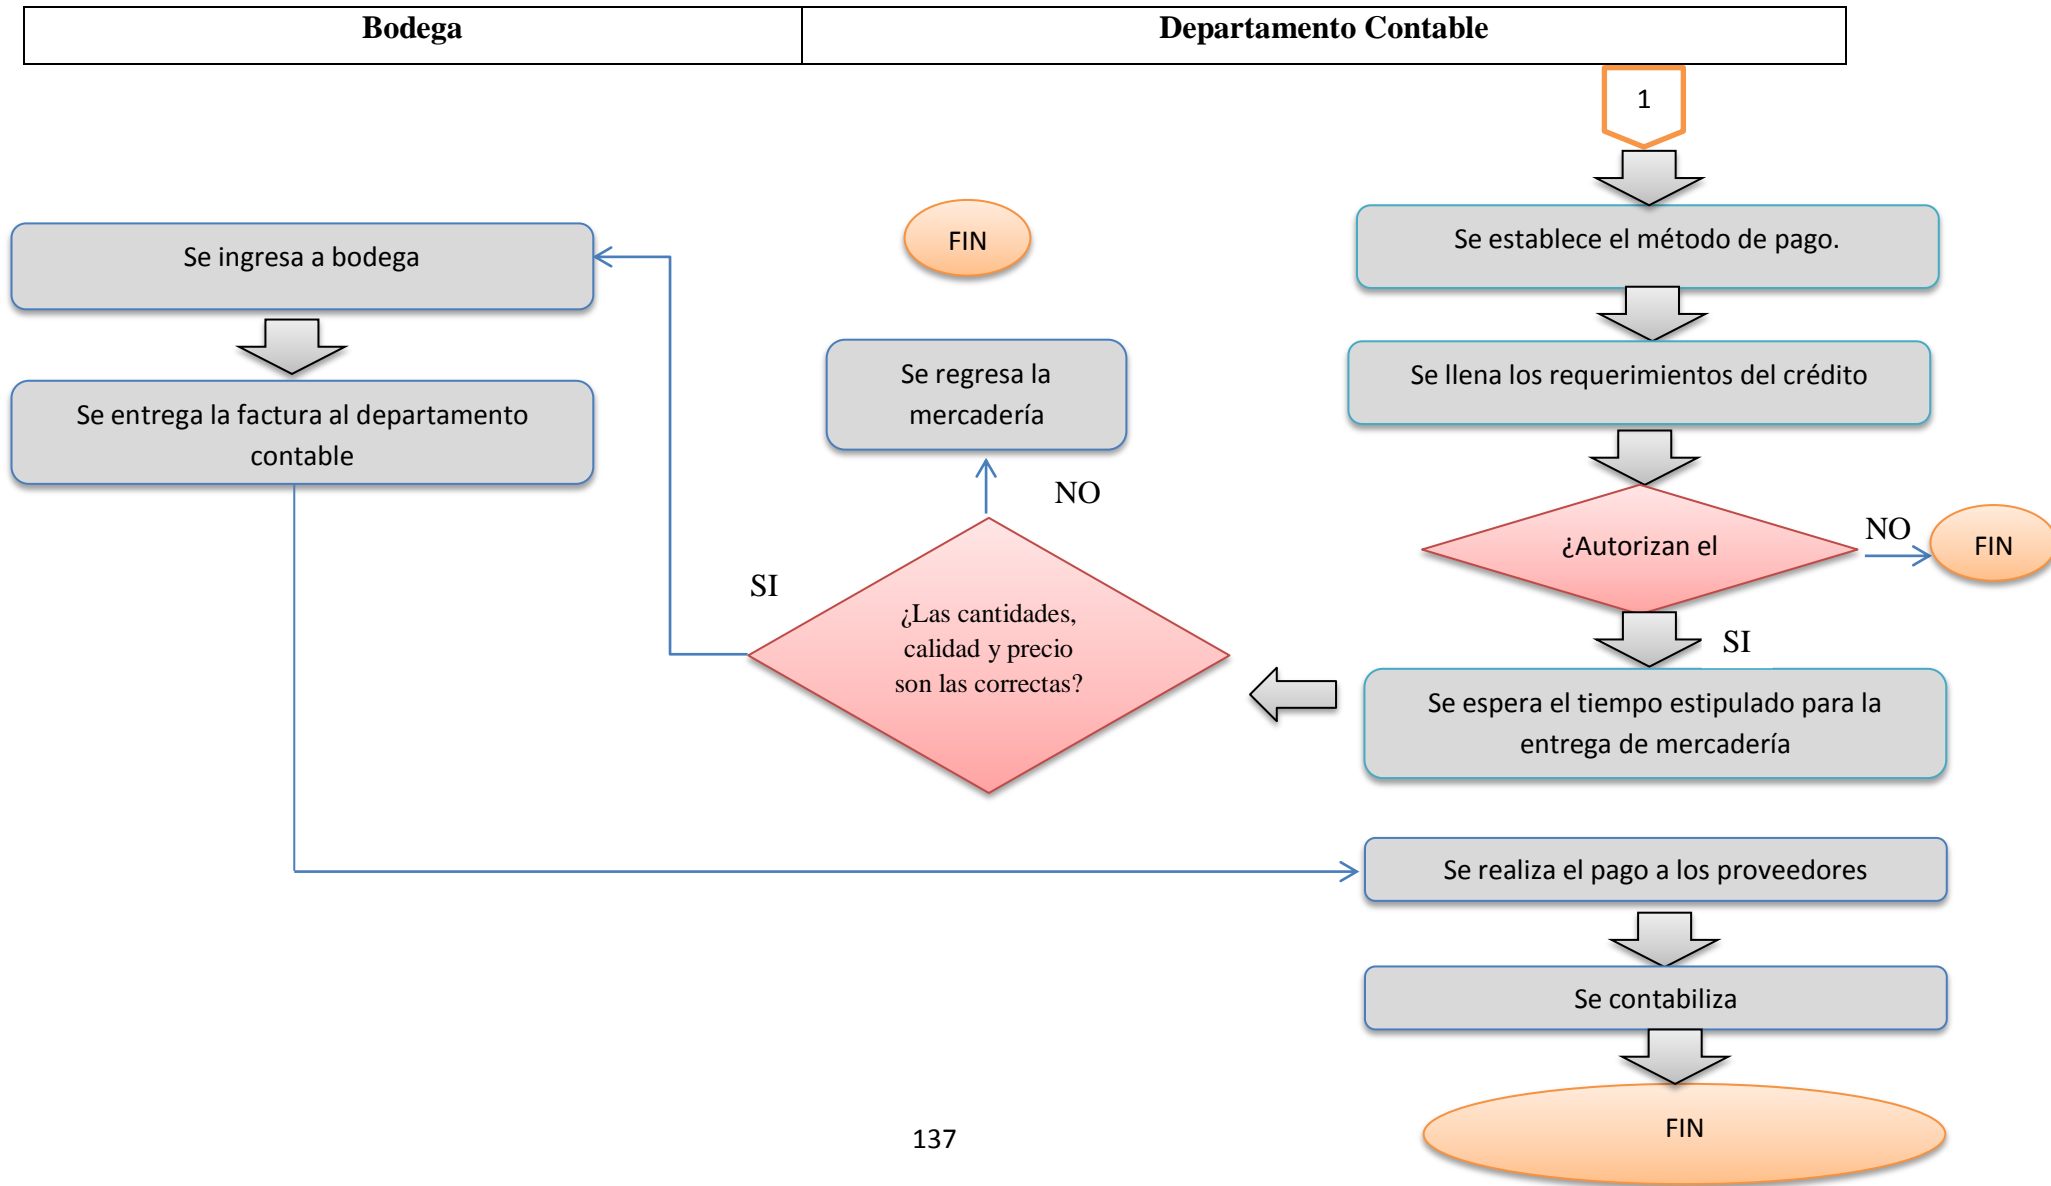 Bodega
Departamento Contable
1
Se establece el método de pago.
Se llena los requerimientos del crédito
¿Autorizan el
NO
FIN
SI
Se espera el tiempo estipulado para la
entrega de mercadería
¿Las cantidades,
calidad y precio
son las correctas?
NO
Se regresa la
mercadería
FIN
SI
Se ingresa a bodega
Se entrega la factura al departamento
contable
Se realiza el pago a los proveedores
Se contabiliza
FIN
137